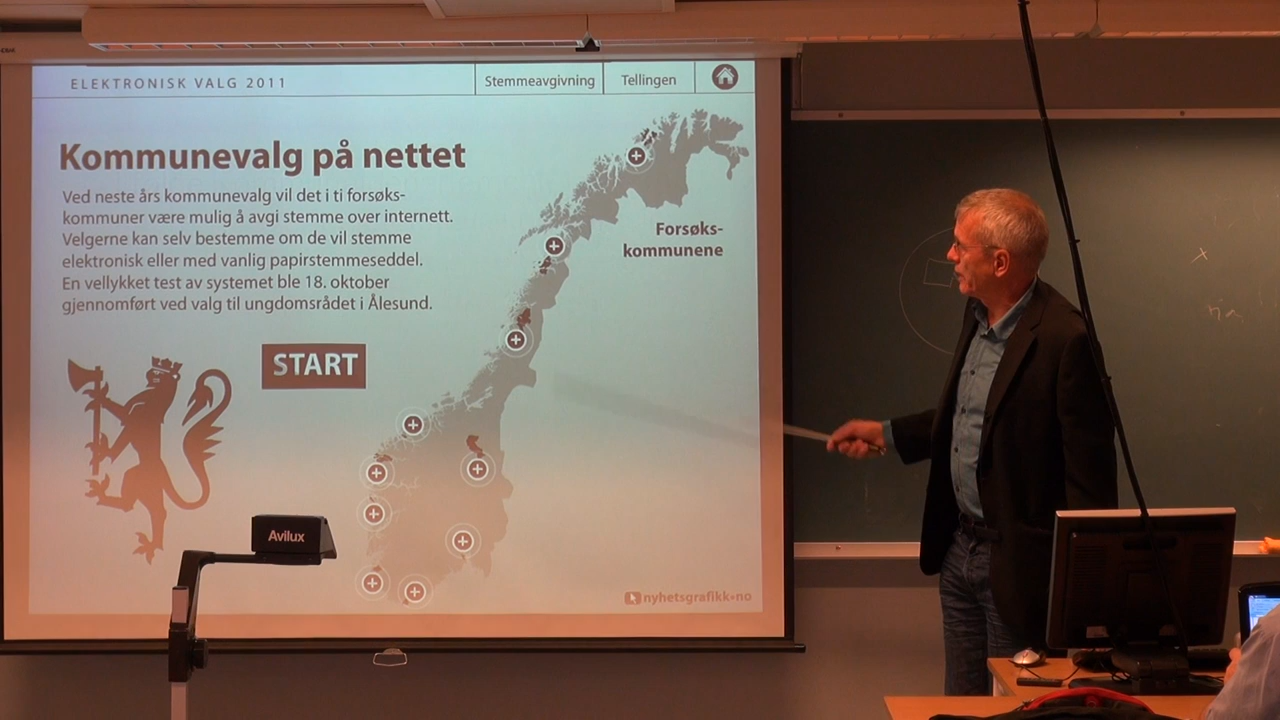 ELEKTRONISK VALG 2011
Stemmeavgivning
Tellingen
Kommunevalg på nettet
Ved neste års kommunevalg vil det i ti forsøks-
kommuner være mulig å avgi stemme over internett.
Velgerne kan selv bestemme om de vil stemme
elektronisk eller med vanlig papirstemmeseddel.
En vellykket test av systemet ble 18. oktober
gjennomført ved valg til ungdomsrådet i Ålesund.
Forsøks-
kommunene
START
Avilux
nyhetsgrafikk•no